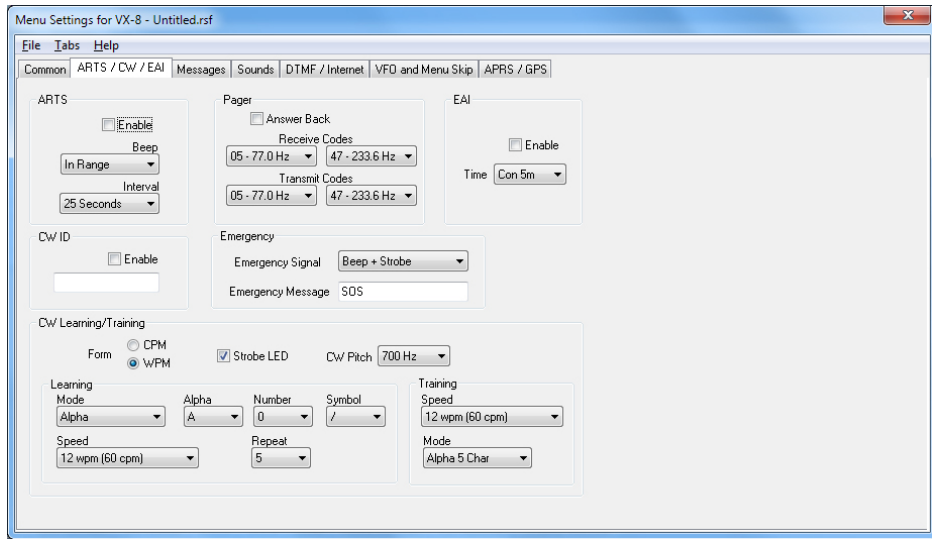 Menu Settings for VX-8 - Untitled.rsf
File Tabs Help
Common ARTS / CW / EAI Messages Sounds DTMF / Internet VFO and Menu Skip APRS / GPS
ARTS
Enable
Beep
In Range
Interval
25 Seconds
Pager
Answer Back
Receive Codes
05 - 77.0 Hz 47 - 233.6 Hz
Transmit Codes
05 - 77.0 Hz 47 - 233.6 Hz
EAI
Enable
Time Con 5m
CW ID
Enable
Emergency
Emergency Signal Beep + Strobe
Emergency Message SOS
CW Learning/Training
Form CPM
WPM
Strobe LED
CW Pitch 700 Hz
Learning
Mode Alpha Number Symbol
Alpha A 0 /
Speed Repeat
12 wpm (60 cpm) 5
Training
Speed
12 wpm (60 cpm)
Mode
Alpha 5 Char